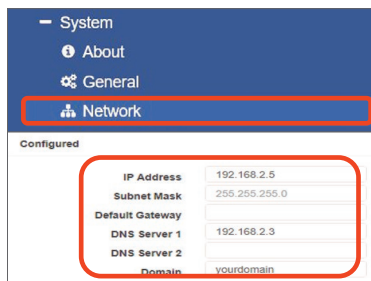 System
About
General
Network
Configured
IP Address 192.168.2.5
Subnet Mask 255.255.255.0
Default Gateway
DNS Server 1 192.168.2.3
DNS Server 2
Domain yourdomain